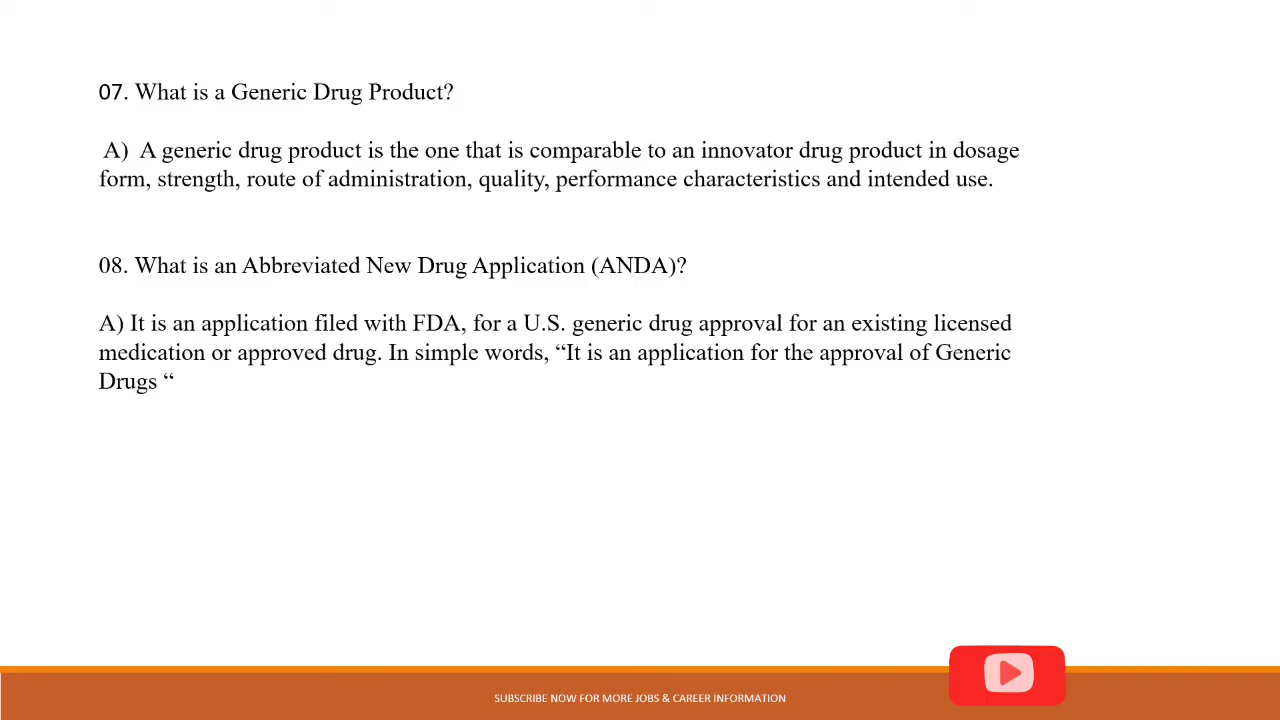 07. What is a Generic Drug Product?
A) A generic drug product is the one that is comparable to an innovator drug product in dosage
form, strength, route of administration, quality, performance characteristics and intended use.
08. What is an Abbreviated New Drug Application (ANDA)?
A) It is an application filed with FDA, for a U.S. generic drug approval for an existing licensed
medication or approved drug. In simple words, “It is an application for the approval of Generic
Drugs “
SUBSCRIBE NOW FOR MORE JOBS & CAREER INFORMATION